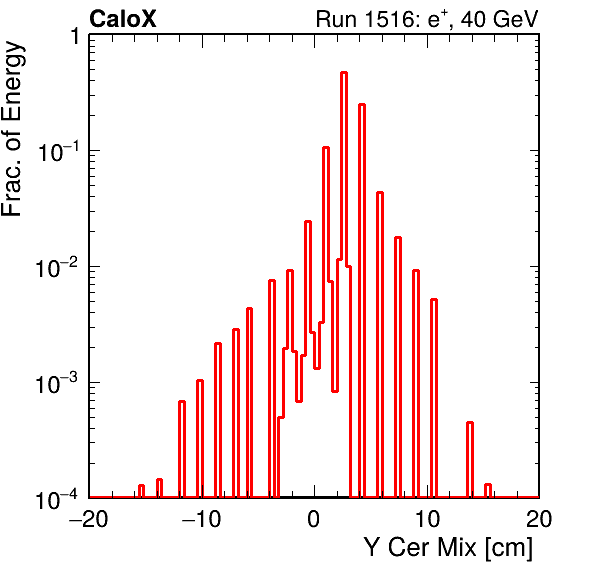 CaloX
Run 1516: e⁺, 40 GeV
Frac. of Energy
1
10⁻¹
10⁻²
10⁻³
10⁻⁴
−20
−10
0
10
20
Y Cer Mix [cm]